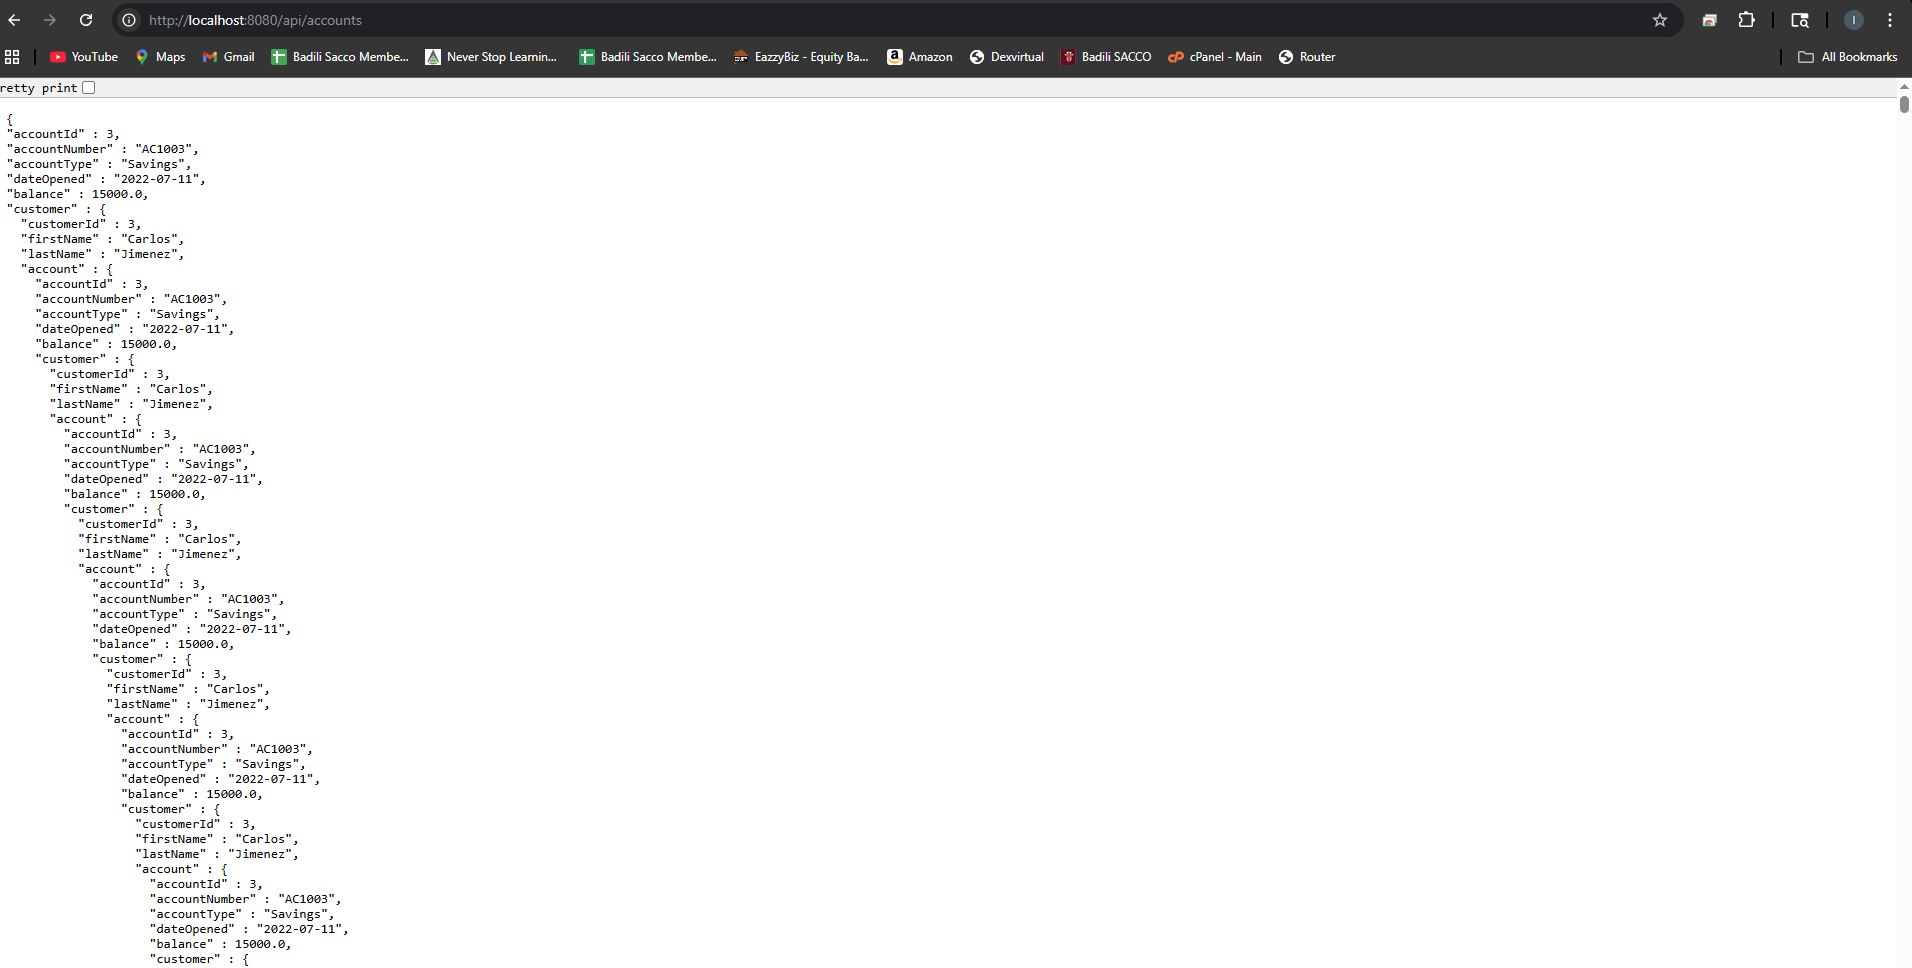 http://localhost:8080/api/accounts
YouTube Maps Gmail Badili Sacco Membe... Never Stop Learnin... Badili Sacco Membe... EazzyBiz - Equity Ba... Amazon Dexvirtual Badili SACCO cPanel - Main Router All Bookmarks
retty print
{
"accountId" : 3,
"accountNumber" : "AC1003",
"accountType" : "Savings",
"dateOpened" : "2022-07-11",
"balance" : 15000.0,
"customer" : {
"customerId" : 3,
"firstName" : "Carlos",
"lastName" : "Jimenez",
"account" : {
"accountId" : 3,
"accountNumber" : "AC1003",
"accountType" : "Savings",
"dateOpened" : "2022-07-11",
"balance" : 15000.0,
"customer" : {
"customerId" : 3,
"firstName" : "Carlos",
"lastName" : "Jimenez",
"account" : {
"accountId" : 3,
"accountNumber" : "AC1003",
"accountType" : "Savings",
"dateOpened" : "2022-07-11",
"balance" : 15000.0,
"customer" : {
"customerId" : 3,
"firstName" : "Carlos",
"lastName" : "Jimenez",
"account" : {
"accountId" : 3,
"accountNumber" : "AC1003",
"accountType" : "Savings",
"dateOpened" : "2022-07-11",
"balance" : 15000.0,
"customer" : {
"customerId" : 3,
"firstName" : "Carlos",
"lastName" : "Jimenez",
"account" : {
"accountId" : 3,
"accountNumber" : "AC1003",
"accountType" : "Savings",
"dateOpened" : "2022-07-11",
"balance" : 15000.0,
"customer" : {
"customerId" : 3,
"firstName" : "Carlos",
"lastName" : "Jimenez",
"account" : {
"accountId" : 3,
"accountNumber" : "AC1003",
"accountType" : "Savings",
"dateOpened" : "2022-07-11",
"balance" : 15000.0,
"customer" : {